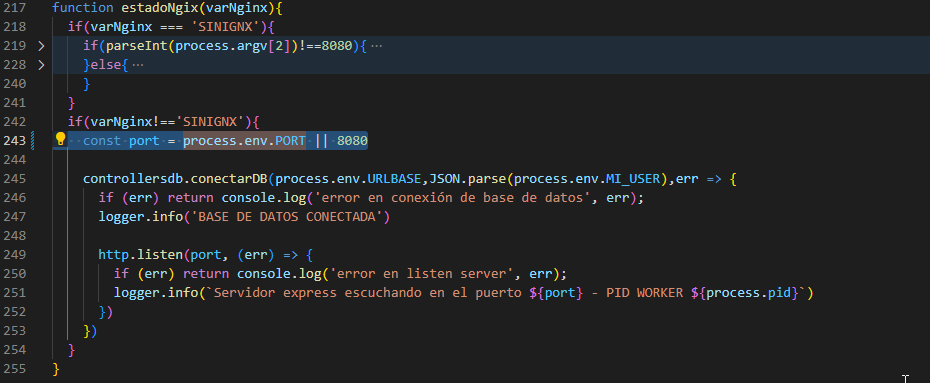 217 function estadoNgix(varNginx){
218 if(varNginx === 'SINIGNX'){
219 if(parseInt(process.argv[2])!==8080){ ⋯
228 }else{ ⋯
240 }
241 }
242 if(varNginx!=='SINIGNX'){
243 const port = process.env.PORT || 8080
244
245 controllersdb.conectarDB(process.env.URLBASE,JSON.parse(process.env.MI_USER),err => {
246 if (err) return console.log('error en conexión de base de datos', err);
247 logger.info('BASE DE DATOS CONECTADA')
248
249 http.listen(port, (err) => {
250 if (err) return console.log('error en listen server', err);
251 logger.info(`Servidor express escuchando en el puerto ${port} - PID WORKER ${process.pid}`)
252 })
253 })
254 }
255 }